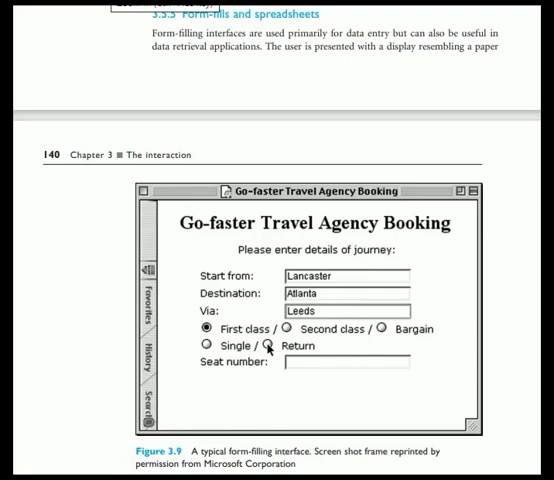 3.5.5 Form-fills and spreadsheets
Form-filling interfaces are used primarily for data entry but can also be useful in
data retrieval applications. The user is presented with a display resembling a paper
140 Chapter 3 ■ The interaction
Go-faster Travel Agency Booking
Go-faster Travel Agency Booking
Please enter details of journey:
Start from: Lancaster
Destination: Atlanta
Via: Leeds
First class / Second class / Bargain
Single / Return
Seat number:
Favorites
History
Search
Figure 3.9 A typical form-filling interface. Screen shot frame reprinted by
permission from Microsoft Corporation